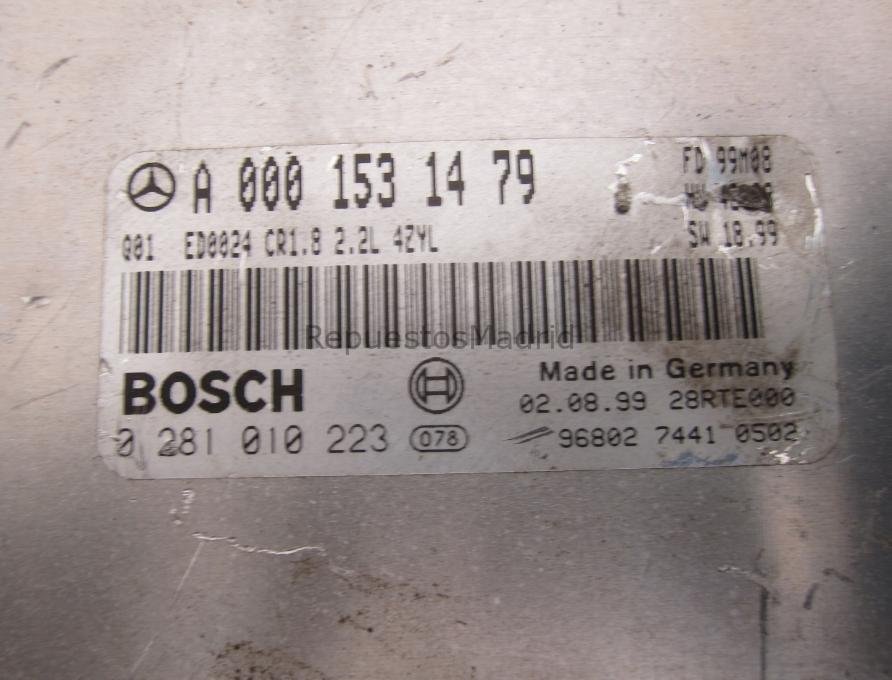 A 000 153 14 79
FD 99M08
Q01 ED0024 CR1.8 2.2L 4ZYL
SW 18.99
RepuestosMadrid
BOSCH
Made in Germany
02.08.99 28RTE000
0 281 010 223 078
96802 7441 0502